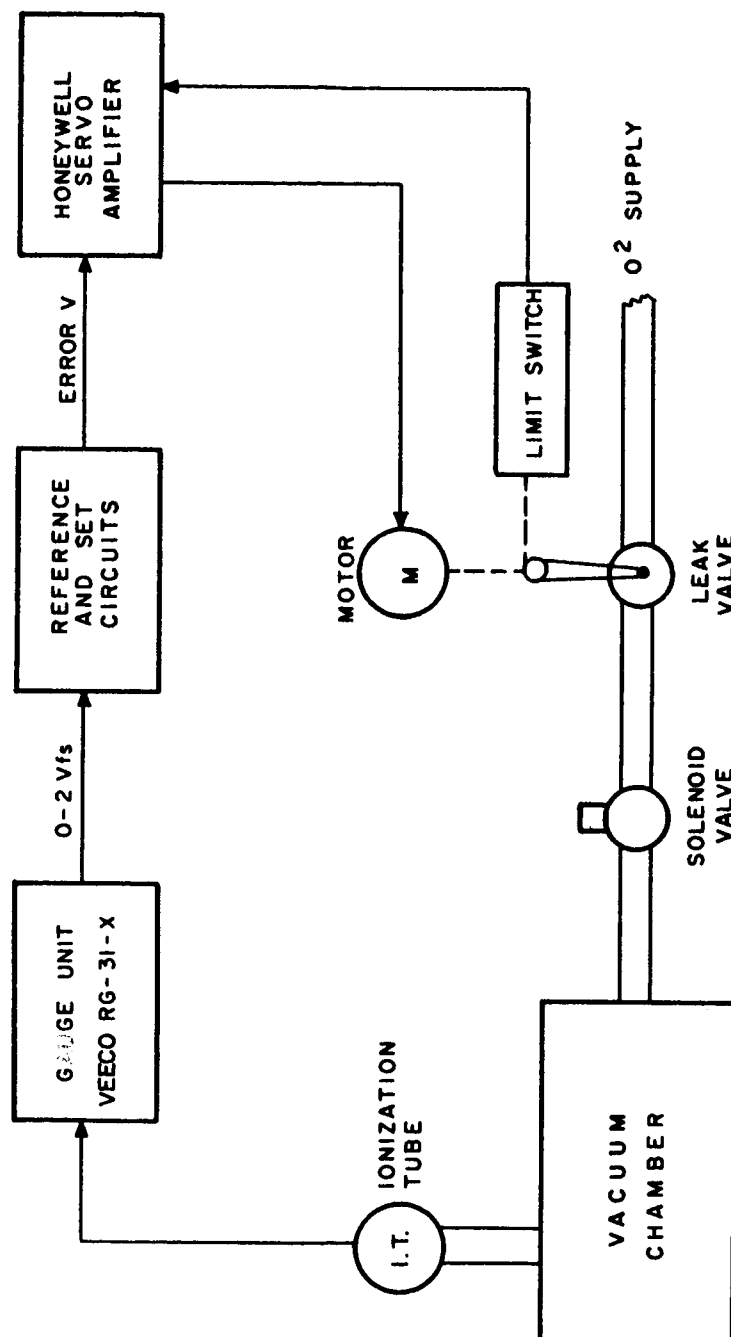 GAUGE UNIT
VEECO RG-31-X
0-2 Vfs
REFERENCE
AND SET
CIRCUITS
ERROR V
HONEYWELL
SERVO
AMPLIFIER
IONIZATION
TUBE
I.T.
MOTOR
M
LIMIT SWITCH
O² SUPPLY
VACUUM
CHAMBER
SOLENOID
VALVE
LEAK
VALVE